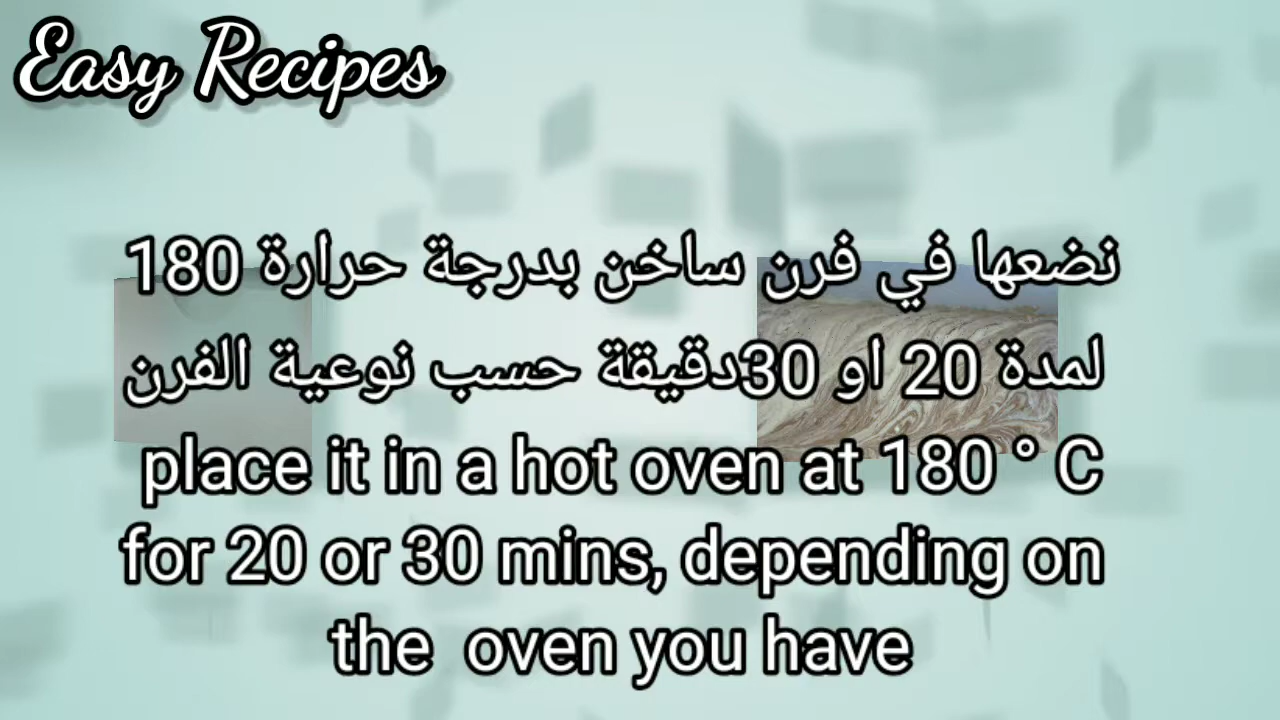 Easy Recipes
نضعها في فرن ساخن بدرجة حرارة 180
لمدة 20 او 30دقيقة حسب نوعية الفرن
place it in a hot oven at 180 ° C
for 20 or 30 mins, depending on
the  oven you have